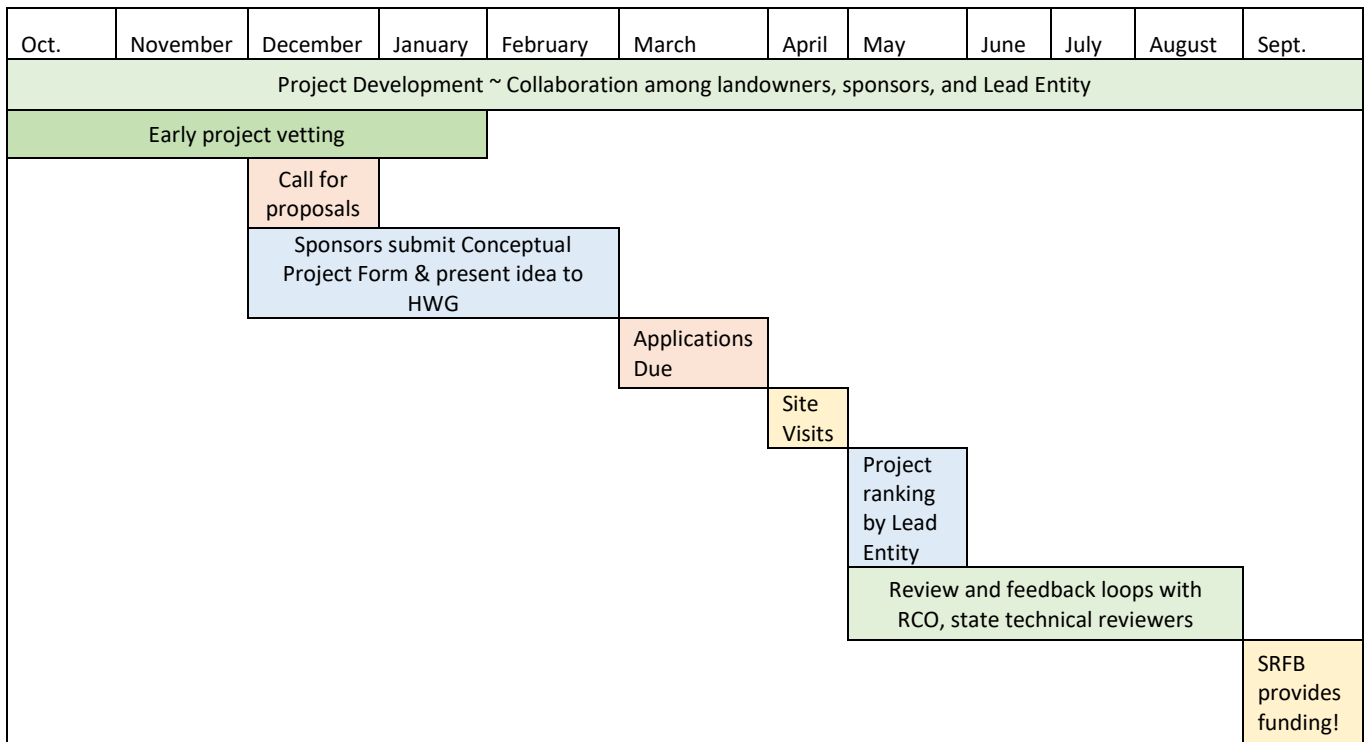 Oct. November December January February March April May June July August Sept.
Project Development ~ Collaboration among landowners, sponsors, and Lead Entity
Early project vetting
Call for
proposals
Sponsors submit Conceptual
Project Form & present idea to
HWG
Applications
Due
Site
Visits
Project
ranking
by Lead
Entity
Review and feedback loops with
RCO, state technical reviewers
SRFB
provides
funding!